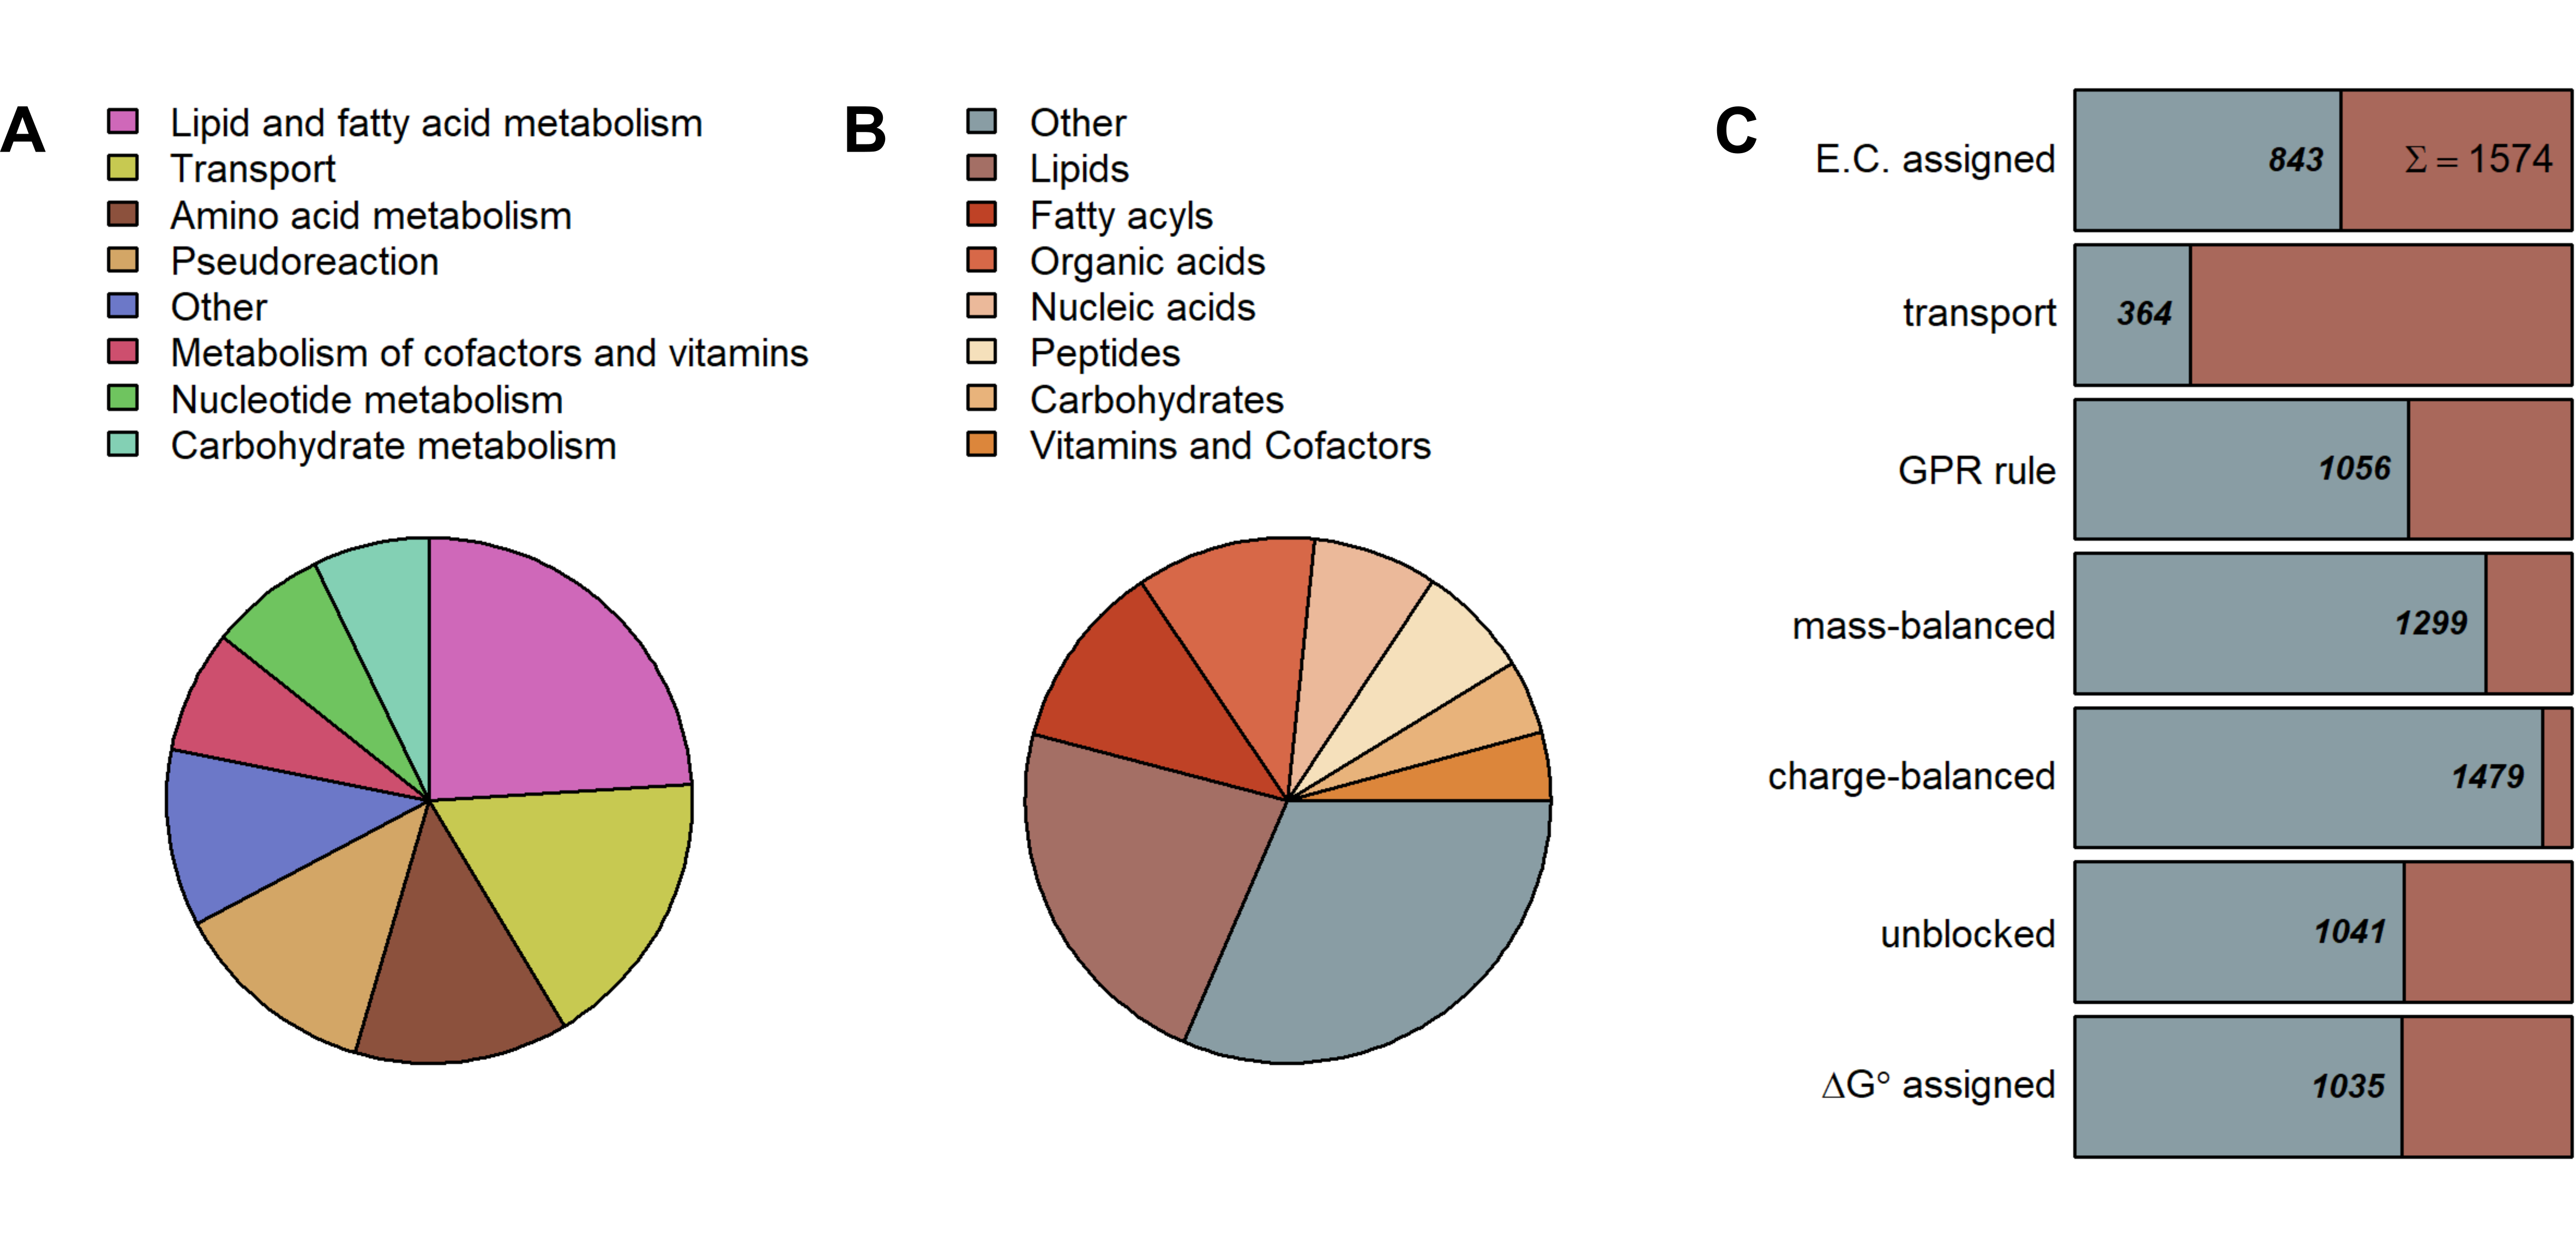 A
Lipid and fatty acid metabolism
Transport
Amino acid metabolism
Pseudoreaction
Other
Metabolism of cofactors and vitamins
Nucleotide metabolism
Carbohydrate metabolism
B
Other
Lipids
Fatty acyls
Organic acids
Nucleic acids
Peptides
Carbohydrates
Vitamins and Cofactors
C
E.C. assigned 843 Σ = 1574
transport 364
GPR rule 1056
mass-balanced 1299
charge-balanced 1479
unblocked 1041
ΔG° assigned 1035